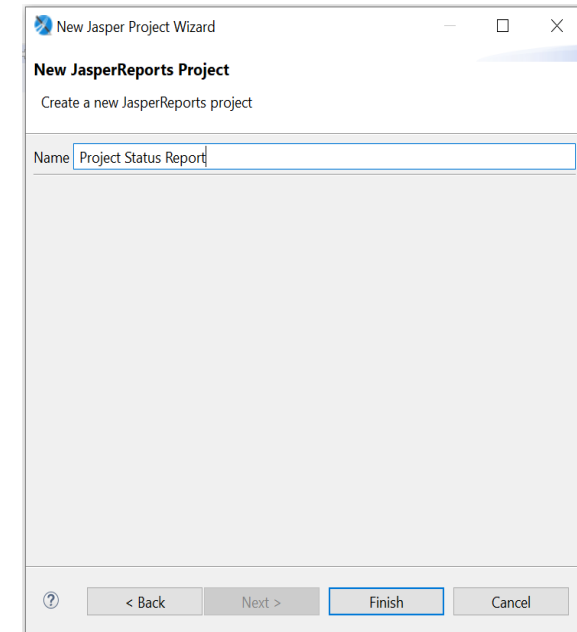 New Jasper Project Wizard
New JasperReports Project
Create a new JasperReports project
Name Project Status Report
? < Back Next > Finish Cancel